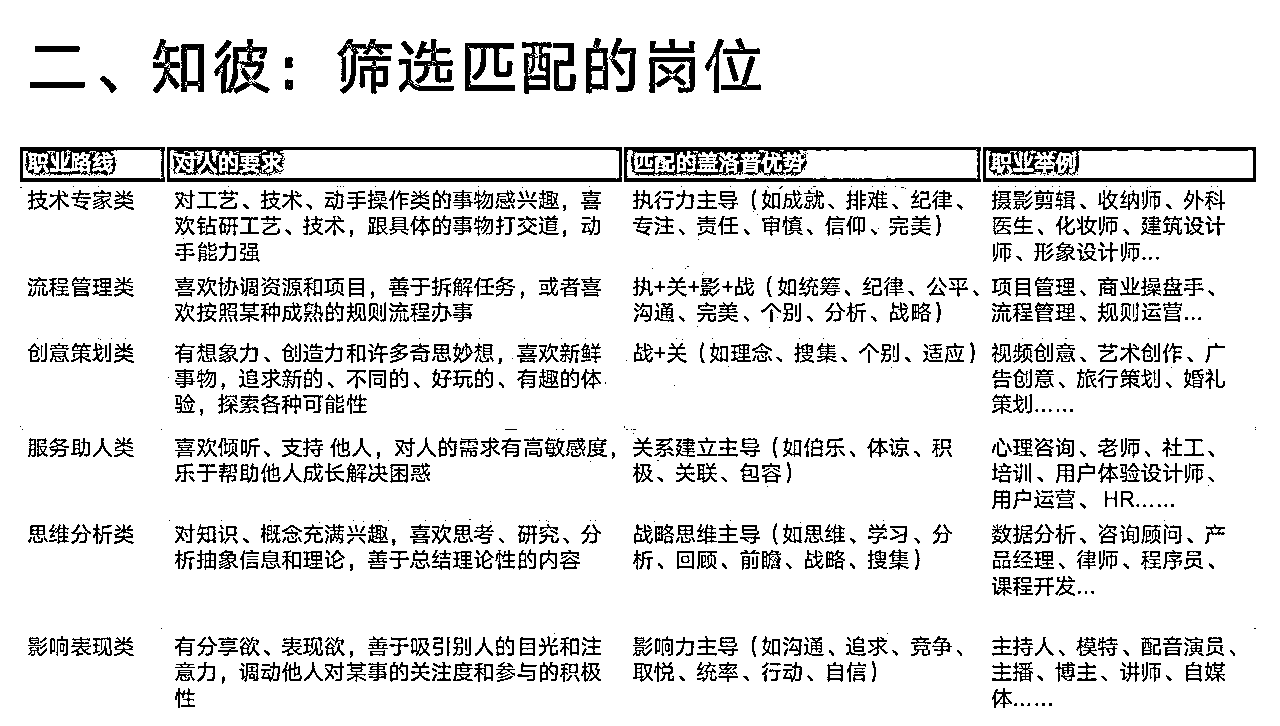 二、知彼：筛选匹配的岗位
职业路线 对人的要求 匹配的盖洛普优势 职业举例
技术专家类 对工艺、技术、动手操作类的事物感兴趣，喜 执行力主导（如成就、排难、纪律、 摄影剪辑、收纳师、外科
欢钻研工艺、技术，跟具体的事物打交道，动 专注、责任、审慎、信仰、完美） 医生、化妆师、建筑设计
手能力强 师、形象设计师...
流程管理类 喜欢协调资源和项目，善于拆解任务，或者喜 执+关+影+战（如统筹、纪律、公平、 项目管理、商业操盘手、
欢按照某种成熟的规则流程办事 沟通、完美、个别、分析、战略） 流程管理、规则运营...
创意策划类 有想象力、创造力和许多奇思妙想，喜欢新鲜 战+关（如理念、搜集、个别、适应） 视频创意、艺术创作、广
事物，追求新的、不同的、好玩的、有趣的体 告创意、旅行策划、婚礼
验，探索各种可能性 策划......
服务助人类 喜欢倾听、支持 他人，对人的需求有高敏感度， 关系建立主导（如伯乐、体谅、积 心理咨询、老师、社工、
乐于帮助他人成长解决困惑 极、关联、包容） 培训、用户体验设计师、
用户运营、 HR......
思维分析类 对知识、概念充满兴趣，喜欢思考、研究、分 战略思维主导（如思维、学习、分 数据分析、咨询顾问、产
析抽象信息和理论，善于总结理论性的内容 析、回顾、前瞻、战略、搜集） 品经理、律师、程序员、
课程开发...
影响表现类 有分享欲、表现欲，善于吸引别人的目光和注 影响力主导（如沟通、追求、竞争、 主持人、模特、配音演员、
意力，调动他人对某事的关注度和参与的积极 取悦、统率、行动、自信） 主播、博主、讲师、自媒
性 体......